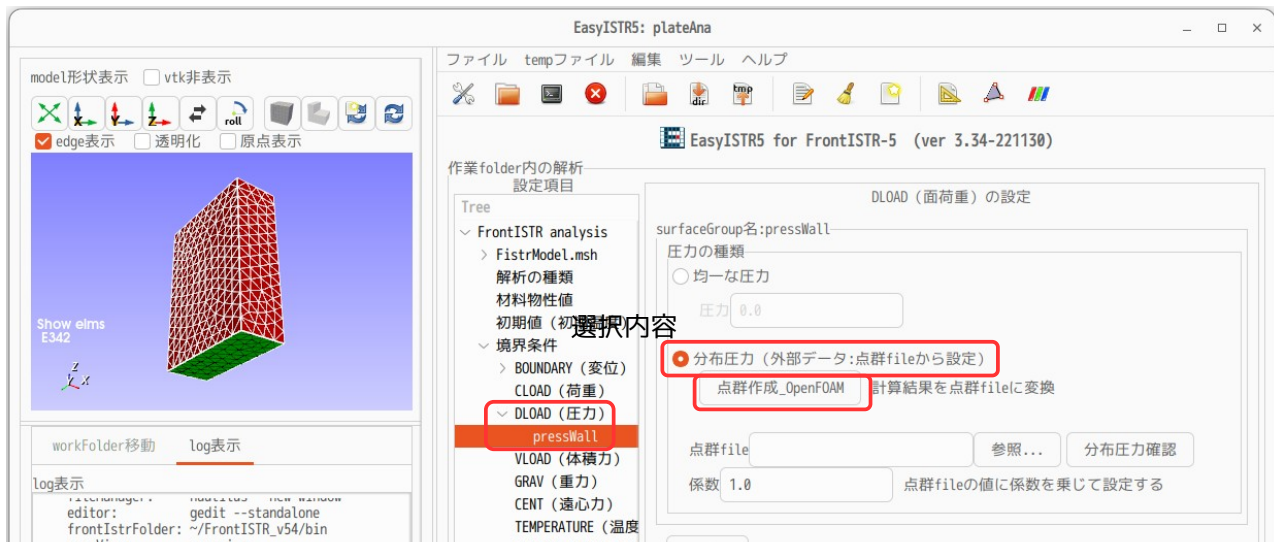 EasyISTR5: plateAna
model形状表示 vtk非表示
roll
edge表示 透明化 原点表示
Show elms
E342
Z
X
workFolder移動 log表示
log表示
editor: gedit --standalone
frontIstrFolder: ~/FrontISTR_v54/bin
ファイル tempファイル 編集 ツール ヘルプ
dir tmp
EasyISTR5 for FrontISTR-5 (ver 3.34-221130)
作業folder内の解析
設定項目
Tree
FrontISTR analysis
FistrModel.msh
解析の種類
材料物性値
初期値（初
選択内容
境界条件
BOUNDARY（変位）
CLOAD（荷重）
DLOAD（圧力）
pressWall
VLOAD（体積力）
GRAV（重力）
CENT（遠心力）
TEMPERATURE（温度
DLOAD（面荷重）の設定
surfaceGroup名:pressWall
圧力の種類
均一な圧力
圧力 0.0
分布圧力（外部データ:点群fileから設定）
点群作成_OpenFOAM 計算結果を点群fileに変換
点群file 参照... 分布圧力確認
係数 1.0 点群fileの値に係数を乗じて設定する